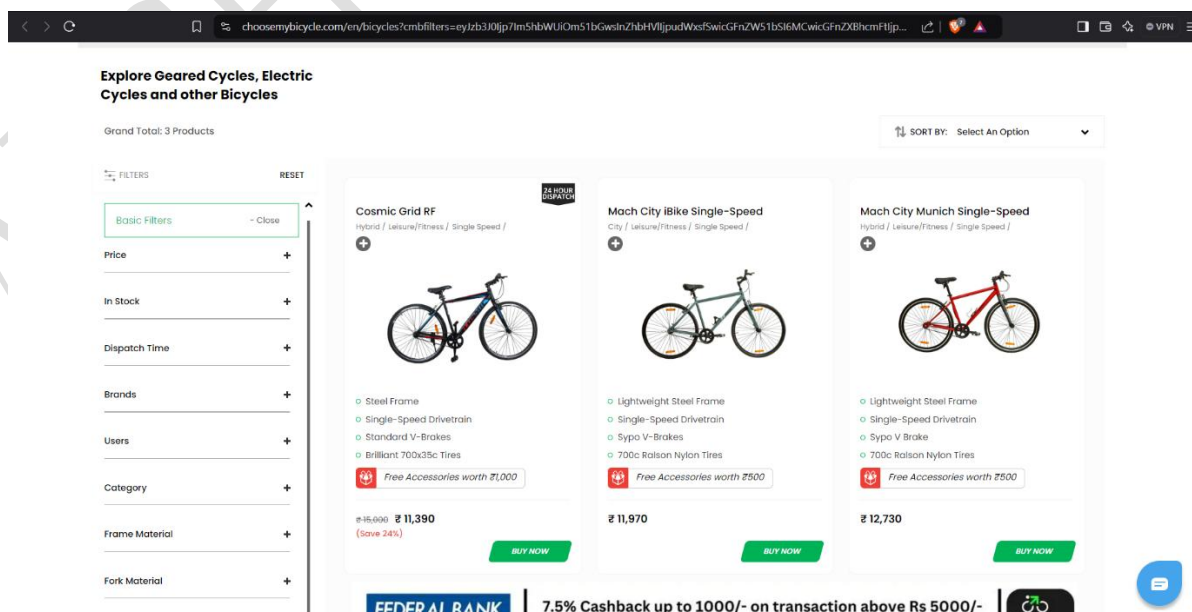 choosemybicycle.com/en/bicycles?cmbfilters=eyJzb3J0Ijp7Im5hbWUiOm51bGwsInZhbHVlIjpudWxsfSwicGFnZW51bSI6MCwicGFnZXBhcmFtIjp...
VPN
Explore Geared Cycles, Electric
Cycles and other Bicycles
Grand Total: 3 Products
SORT BY: Select An Option
FILTERS RESET
Basic Filters - Close
Price +
In Stock +
Dispatch Time +
Brands +
Users +
Category +
Frame Material +
Fork Material +
24 HOUR
DISPATCH
Cosmic Grid RF
Hybrid / Leisure/Fitness / Single Speed /
Steel Frame
Single-Speed Drivetrain
Standard V-Brakes
Brilliant 700x35c Tires
Free Accessories worth ₹1,000
₹ 15,000 ₹ 11,390
(Save 24%)
BUY NOW
Mach City iBike Single-Speed
City / Leisure/Fitness / Single Speed /
Lightweight Steel Frame
Single-Speed Drivetrain
Sypo V-Brakes
700c Ralson Nylon Tires
Free Accessories worth ₹500
₹ 11,970
BUY NOW
Mach City Munich Single-Speed
Hybrid / Leisure/Fitness / Single Speed /
Lightweight Steel Frame
Single-Speed Drivetrain
Sypo V Brake
700c Ralson Nylon Tires
Free Accessories worth ₹500
₹ 12,730
BUY NOW
FEDERAL BANK
7.5% Cashback up to 1000/- on transaction above Rs 5000/-